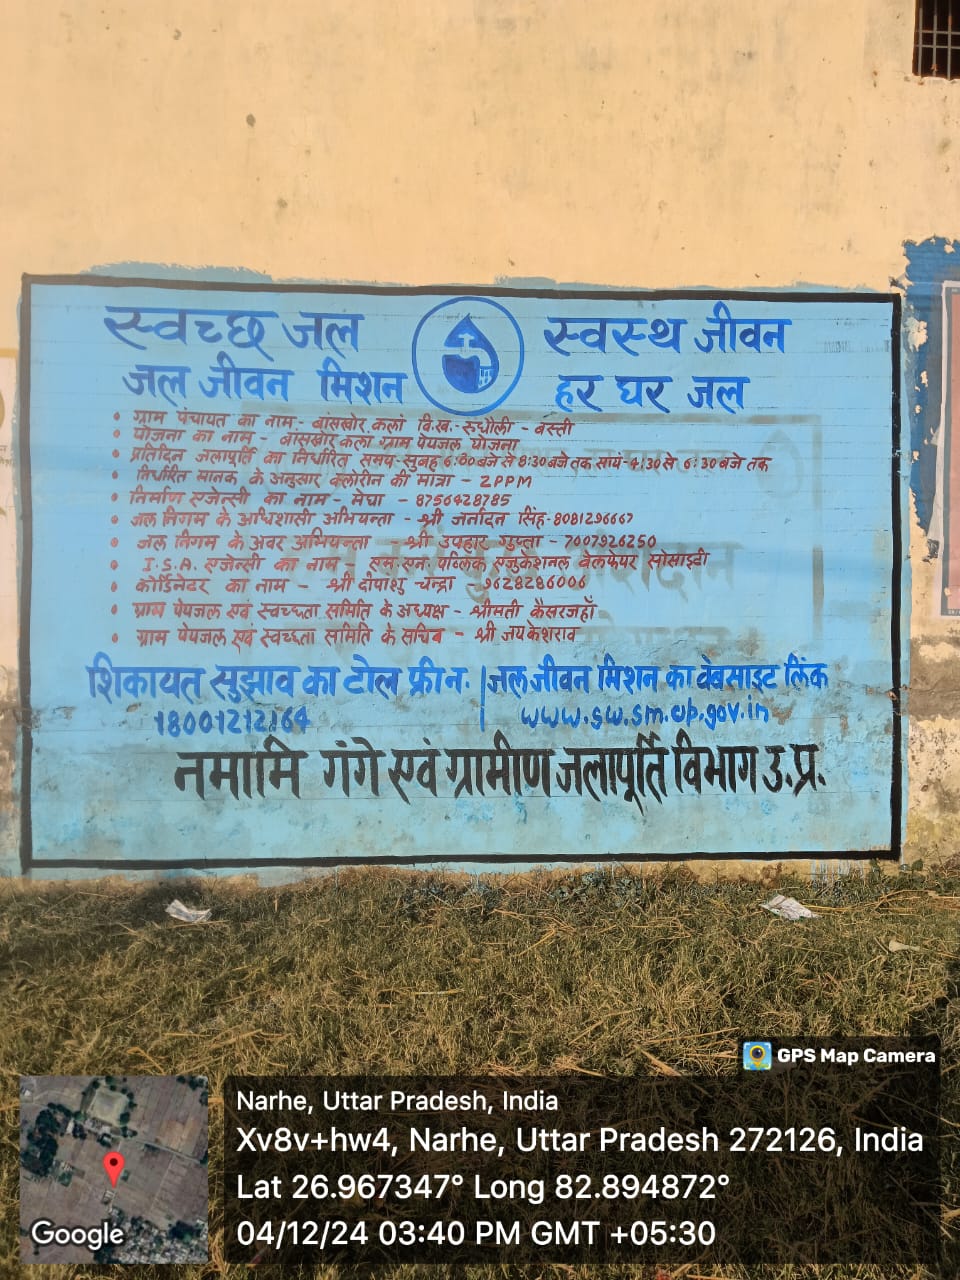 स्वच्छ जल स्वस्थ जीवन
जल जीवन मिशन हर घर जल
• ग्राम पंचायत का नाम - बांसखोर कलां वि.ख.- रुधौली - बस्ती
• योजना का नाम - बांसखोर कला ग्राम पेयजल योजना
• प्रतिदिन जलापूर्ति का निर्धारित समय - सुबह 6:00 बजे से 8:30 बजे तक सायं - 4:30 से 6:30 बजे तक
• निर्धारित मानक के अनुसार क्लोरीन की मात्रा - 2PPM
• निर्माण एजेन्सी का नाम - मेघा - 8756428785
• जल निगम के अधिशासी अभियन्ता - श्री जर्नादन सिंह - 8081296667
• जल निगम के अवर अभियन्ता - श्री उपहार गुप्ता - 7007926250
• I.S.A. एजेन्सी का नाम - एम.एन. पब्लिक एजुकेशनल वेलफेयर सोसाइटी
• कोर्डिनेटर का नाम - श्री दीपांशु चन्द्रा - 9628286006
• ग्राम पेयजल एवं स्वच्छता समिति के अध्यक्ष - श्रीमती कैसरजहाँ
• ग्राम पेयजल एवं स्वच्छता समिति के सचिव - श्री जयकेशराव
शिकायत सुझाव का टोल फ्री न. | जल जीवन मिशन का वेबसाइट लिंक
18001212164 www.sw.sm.up.gov.in
नमामि गंगे एवं ग्रामीण जलापूर्ति विभाग उ.प्र.
GPS Map Camera
Narhe, Uttar Pradesh, India
Xv8v+hw4, Narhe, Uttar Pradesh 272126, India
Lat 26.967347° Long 82.894872°
04/12/24 03:40 PM GMT +05:30
Google